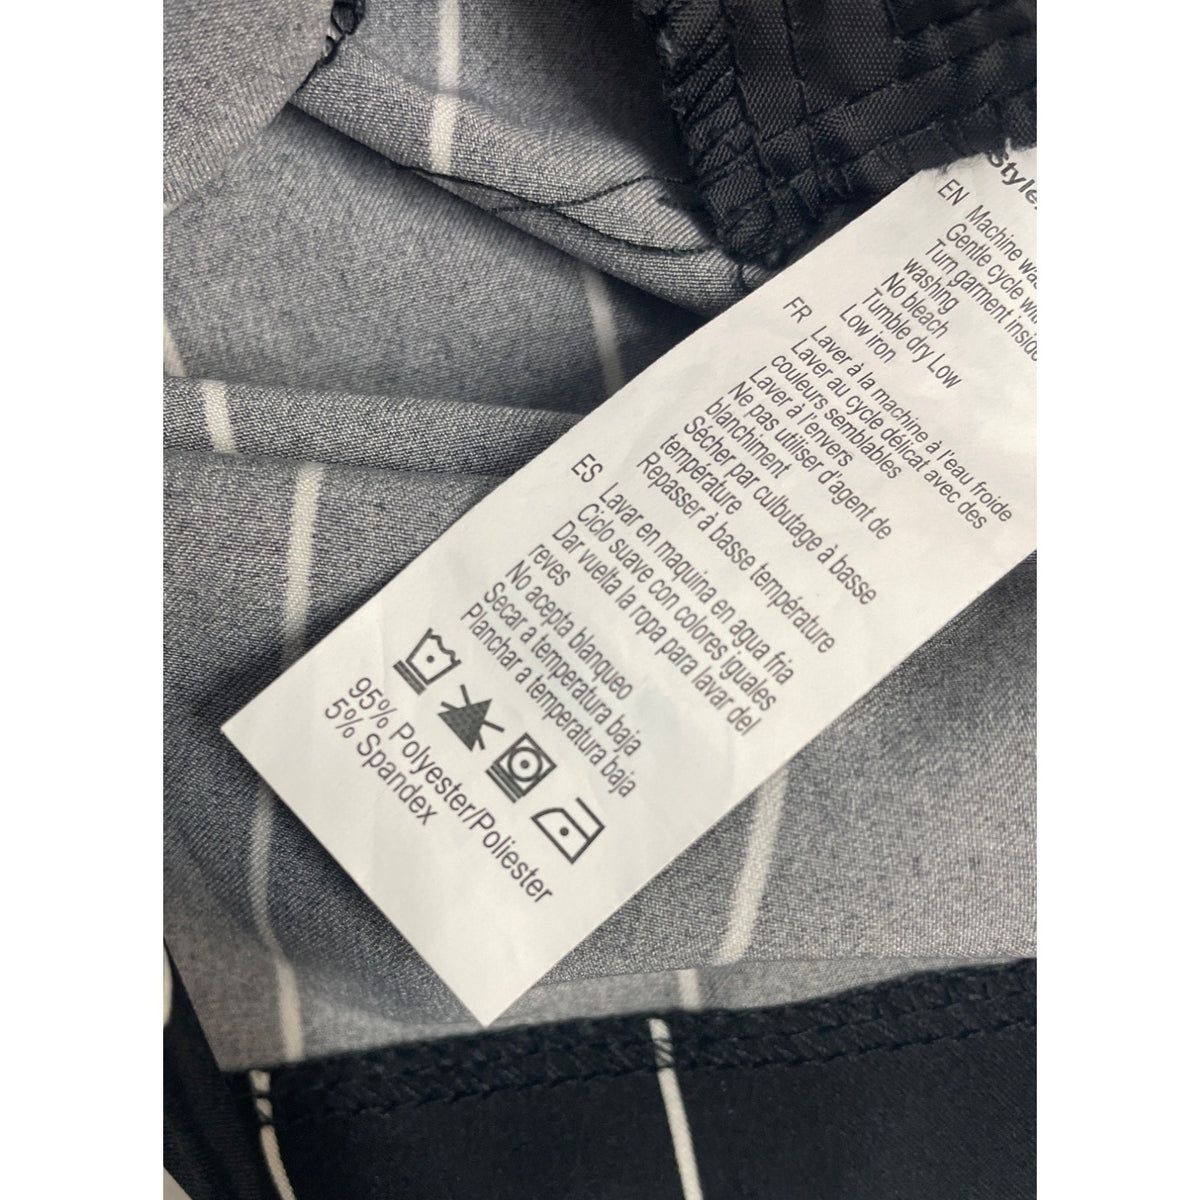 Style
EN Machine
Gentle cycle
Turn garment inside
washing
No bleach
Tumble dry Low
Low iron
FR Laver à la machine à l'eau froide
Laver au cycle délicat avec des
couleurs semblables
Laver à l'envers
Ne pas utiliser d'agent de
blanchiment
Sécher par culbutage à basse
température
Repasser à basse température
ES Lavar en maquina en agua fria
Ciclo suave con colores iguales
Dar vuelta la ropa para lavar del
reves
No acepta blanqueo
Secar a temperatura baja
Planchar a temperatura baja
95% Polyester/Poliester
5% Spandex